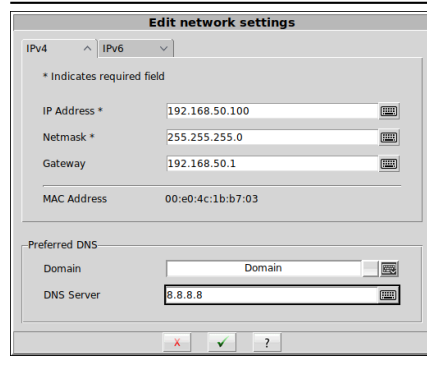 Edit network settings
IPv4 IPv6
* Indicates required field
IP Address * 192.168.50.100
Netmask * 255.255.255.0
Gateway 192.168.50.1
MAC Address 00:e0:4c:1b:b7:03
Preferred DNS
Domain Domain
DNS Server 8.8.8.8
X ?